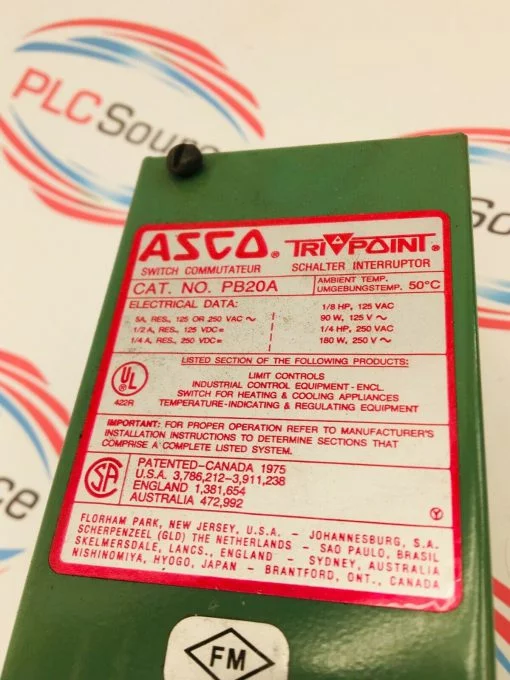 PLCSource
Source
ource
ASCO® TRI▼POINT®
SWITCH COMMUTATEUR SCHALTER INTERRUPTOR
CAT. NO. PB20A
AMBIENT TEMP.
UMGEBUNGSTEMP. 50°C
ELECTRICAL DATA:
5A, RES., 125 OR 250 VAC ∼
1/2 A, RES., 125 VDC ⎓
1/4 A, RES., 250 VDC ⎓
1/8 HP, 125 VAC
90 W, 125 V ∼
1/4 HP, 250 VAC
180 W, 250 V ∼
LISTED SECTION OF THE FOLLOWING PRODUCTS:
UL
422R
LIMIT CONTROLS
INDUSTRIAL CONTROL EQUIPMENT - ENCL.
SWITCH FOR HEATING & COOLING APPLIANCES
TEMPERATURE-INDICATING & REGULATING EQUIPMENT
IMPORTANT: FOR PROPER OPERATION REFER TO MANUFACTURER'S
INSTALLATION INSTRUCTIONS TO DETERMINE SECTIONS THAT
COMPRISE A COMPLETE LISTED SYSTEM.
SA
PATENTED-CANADA 1975
U.S.A. 3,786,212-3,911,238
ENGLAND 1,381,654
AUSTRALIA 472,992
Y
FLORHAM PARK, NEW JERSEY, U.S.A. - JOHANNESBURG, S.A.
SCHERPENZEEL (GLD) THE NETHERLANDS - SAO PAULO, BRASIL
SKELMERSDALE, LANCS., ENGLAND - SYDNEY, AUSTRALIA
NISHINOMIYA, HYOGO, JAPAN - BRANTFORD, ONT., CANADA
FM